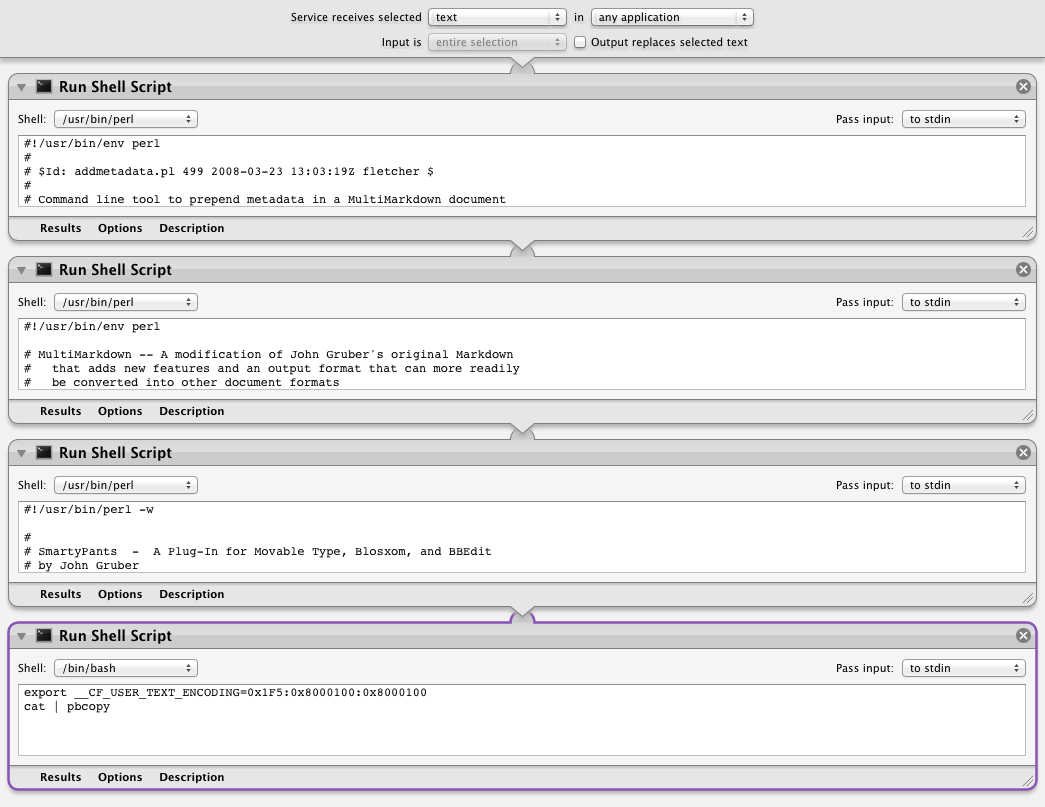 Service receives selected text in any application
Input is entire selection Output replaces selected text
Run Shell Script
Shell: /usr/bin/perl Pass input: to stdin
#!/usr/bin/env perl
#
# $Id: addmetadata.pl 499 2008-03-23 13:03:19Z fletcher $
#
# Command line tool to prepend metadata in a MultiMarkdown document
Results Options Description
Run Shell Script
Shell: /usr/bin/perl Pass input: to stdin
#!/usr/bin/env perl
# MultiMarkdown -- A modification of John Gruber's original Markdown
#   that adds new features and an output format that can more readily
#   be converted into other document formats
Results Options Description
Run Shell Script
Shell: /usr/bin/perl Pass input: to stdin
#!/usr/bin/perl -w
#
# SmartyPants  -  A Plug-In for Movable Type, Blosxom, and BBEdit
# by John Gruber
Results Options Description
Run Shell Script
Shell: /bin/bash Pass input: to stdin
export __CF_USER_TEXT_ENCODING=0x1F5:0x8000100:0x8000100
cat | pbcopy
Results Options Description